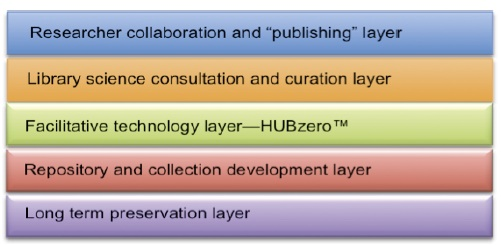 Researcher collaboration and “publishing” layer
Library science consultation and curation layer
Facilitative technology layer—HUBzero™
Repository and collection development layer
Long term preservation layer